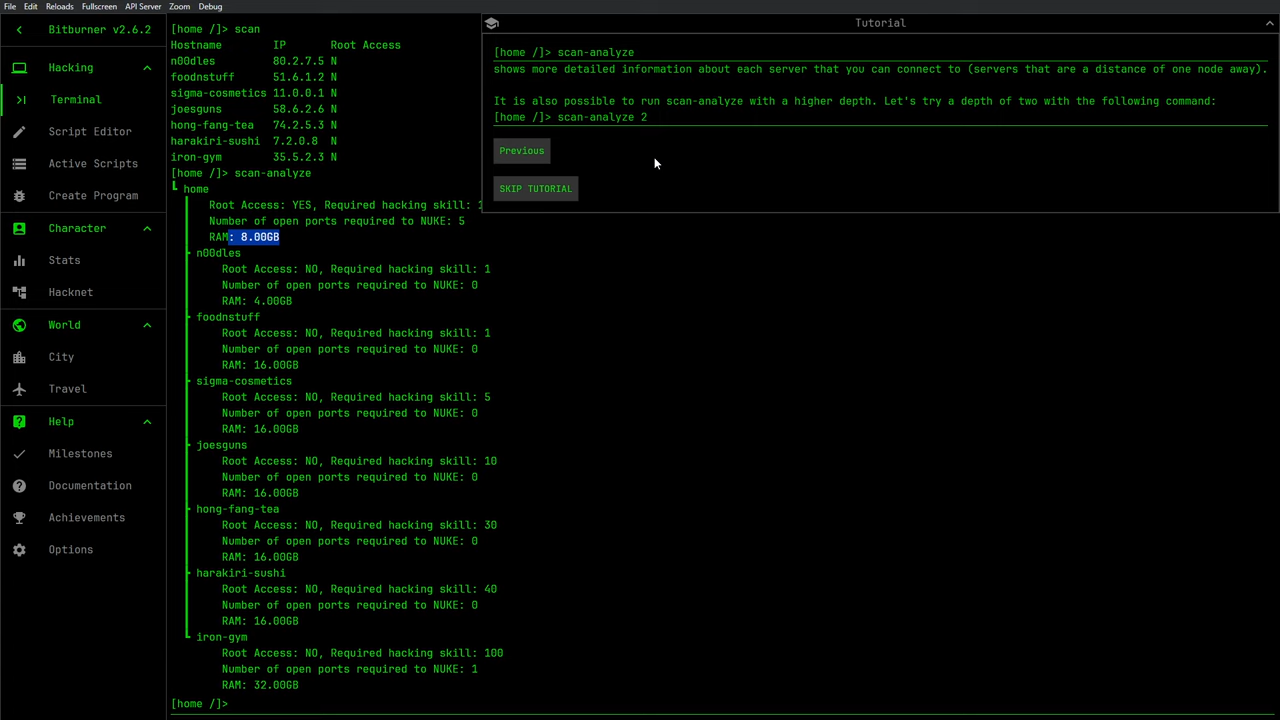 File Edit Reloads Fullscreen API Server Zoom Debug
Bitburner v2.6.2
Hacking
Terminal
Script Editor
Active Scripts
Create Program
Character
Stats
Hacknet
World
City
Travel
Help
Milestones
Documentation
Achievements
Options
[home /]> scan
Hostname IP Root Access
n00dles 80.2.7.5 N
foodnstuff 51.6.1.2 N
sigma-cosmetics 11.0.0.1 N
joesguns 58.6.2.6 N
hong-fang-tea 74.2.5.3 N
harakiri-sushi 7.2.0.8 N
iron-gym 35.5.2.3 N
[home /]> scan-analyze
home
Root Access: YES, Required hacking skill:
Number of open ports required to NUKE: 5
RAM: 8.00GB
n00dles
Root Access: NO, Required hacking skill: 1
Number of open ports required to NUKE: 0
RAM: 4.00GB
foodnstuff
Root Access: NO, Required hacking skill: 1
Number of open ports required to NUKE: 0
RAM: 16.00GB
sigma-cosmetics
Root Access: NO, Required hacking skill: 5
Number of open ports required to NUKE: 0
RAM: 16.00GB
joesguns
Root Access: NO, Required hacking skill: 10
Number of open ports required to NUKE: 0
RAM: 16.00GB
hong-fang-tea
Root Access: NO, Required hacking skill: 30
Number of open ports required to NUKE: 0
RAM: 16.00GB
harakiri-sushi
Root Access: NO, Required hacking skill: 40
Number of open ports required to NUKE: 0
RAM: 16.00GB
iron-gym
Root Access: NO, Required hacking skill: 100
Number of open ports required to NUKE: 1
RAM: 32.00GB
[home /]>
Tutorial
[home /]> scan-analyze
shows more detailed information about each server that you can connect to (servers that are a distance of one node away).
It is also possible to run scan-analyze with a higher depth. Let's try a depth of two with the following command:
[home /]> scan-analyze 2
Previous
SKIP TUTORIAL